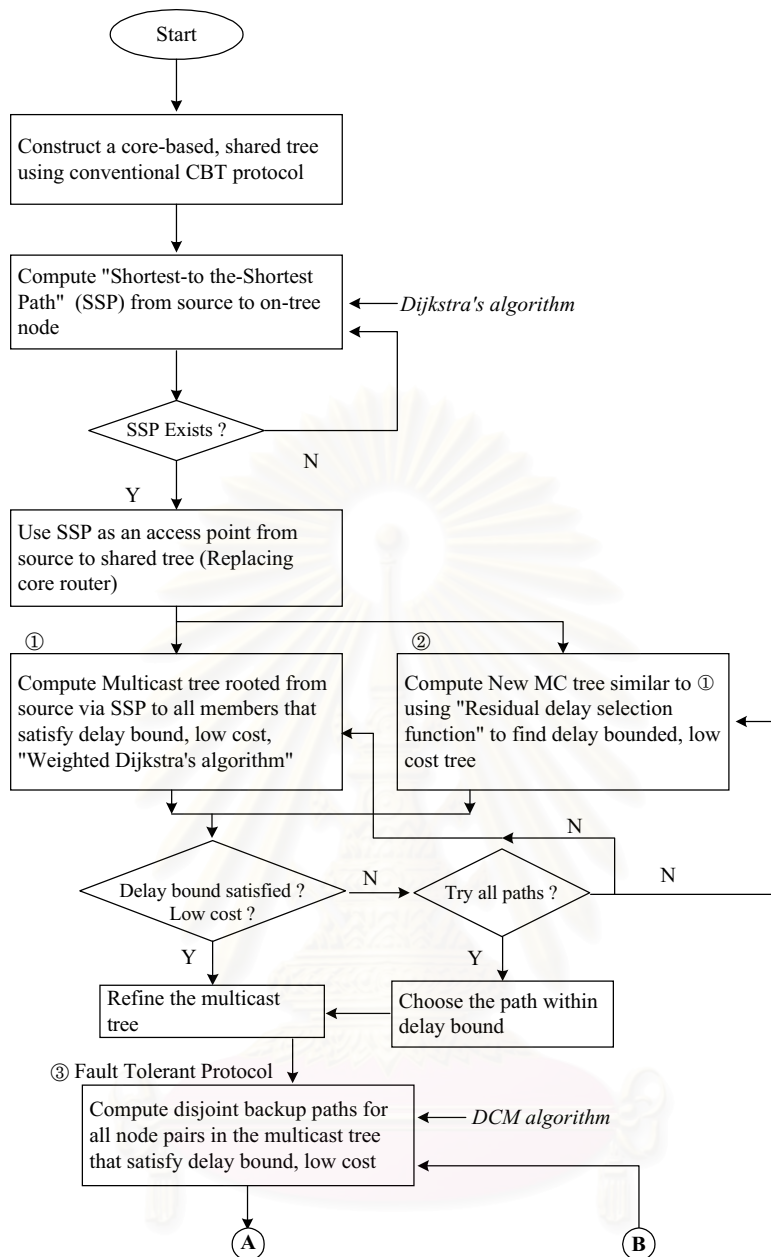 Start
Construct a core-based, shared tree
using conventional CBT protocol
Compute "Shortest-to the-Shortest
Path" (SSP) from source to on-tree
node
Dijkstra's algorithm
SSP Exists ?
N
Y
Use SSP as an access point from
source to shared tree (Replacing
core router)
①
Compute Multicast tree rooted from
source via SSP to all members that
satisfy delay bound, low cost,
"Weighted Dijkstra's algorithm"
②
Compute New MC tree similar to ①
using "Residual delay selection
function" to find delay bounded, low
cost tree
Delay bound satisfied ?
Low cost ?
N
Try all paths ?
N
N
Y
Y
Refine the multicast
tree
Choose the path within
delay bound
③ Fault Tolerant Protocol
Compute disjoint backup paths for
all node pairs in the multicast tree
that satisfy delay bound, low cost
DCM algorithm
A
B